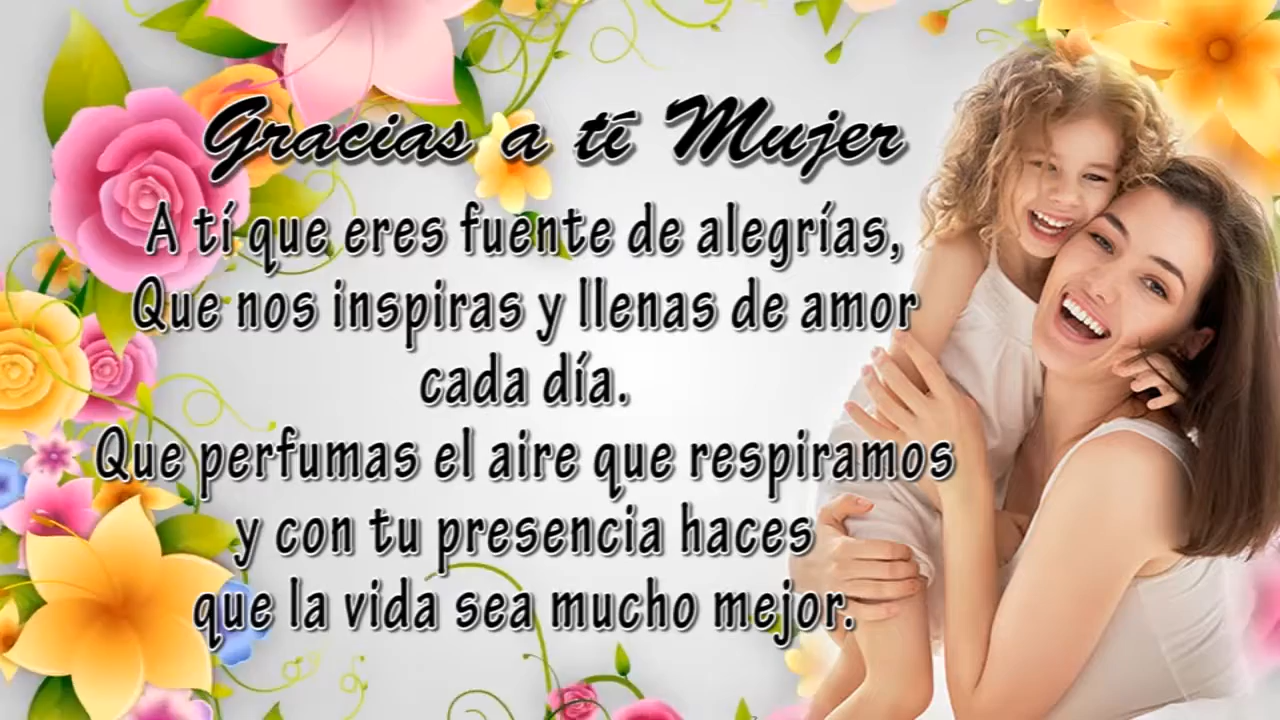 Gracias a tí Mujer
A tí que eres fuente de alegrías,
Que nos inspiras y llenas de amor
cada día.
Que perfumas el aire que respiramos
y con tu presencia haces
que la vida sea mucho mejor.